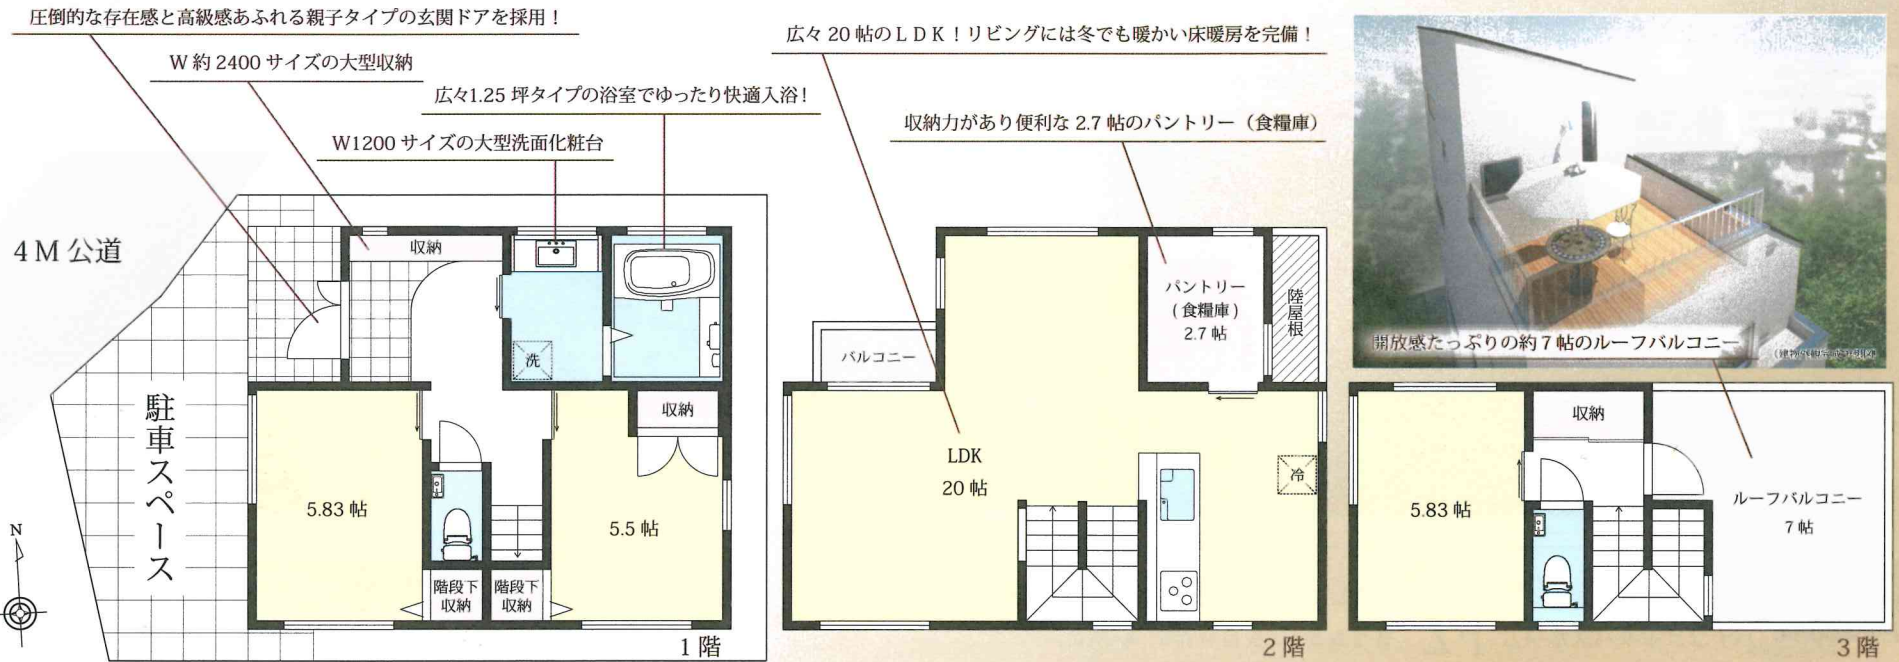 圧倒的な存在感と高級感あふれる親子タイプの玄関ドアを採用！
W 約 2400 サイズの大型収納
広々1.25 坪タイプの浴室でゆったり快適入浴！
W1200 サイズの大型洗面化粧台
広々 20 帖のＬＤＫ！リビングには冬でも暖かい床暖房を完備！
収納力があり便利な 2.7 帖のパントリー（食糧庫）
開放感たっぷりの約７帖のルーフバルコニー
４Ｍ 公道
駐車スペース
N
収納
洗
収納
5.83 帖
5.5 帖
階段下
収納
階段下
収納
１階
バルコニー
パントリー
(食糧庫)
2.7 帖
陸屋根
LDK
20 帖
冷
２階
収納
5.83 帖
ルーフバルコニー
７帖
３階